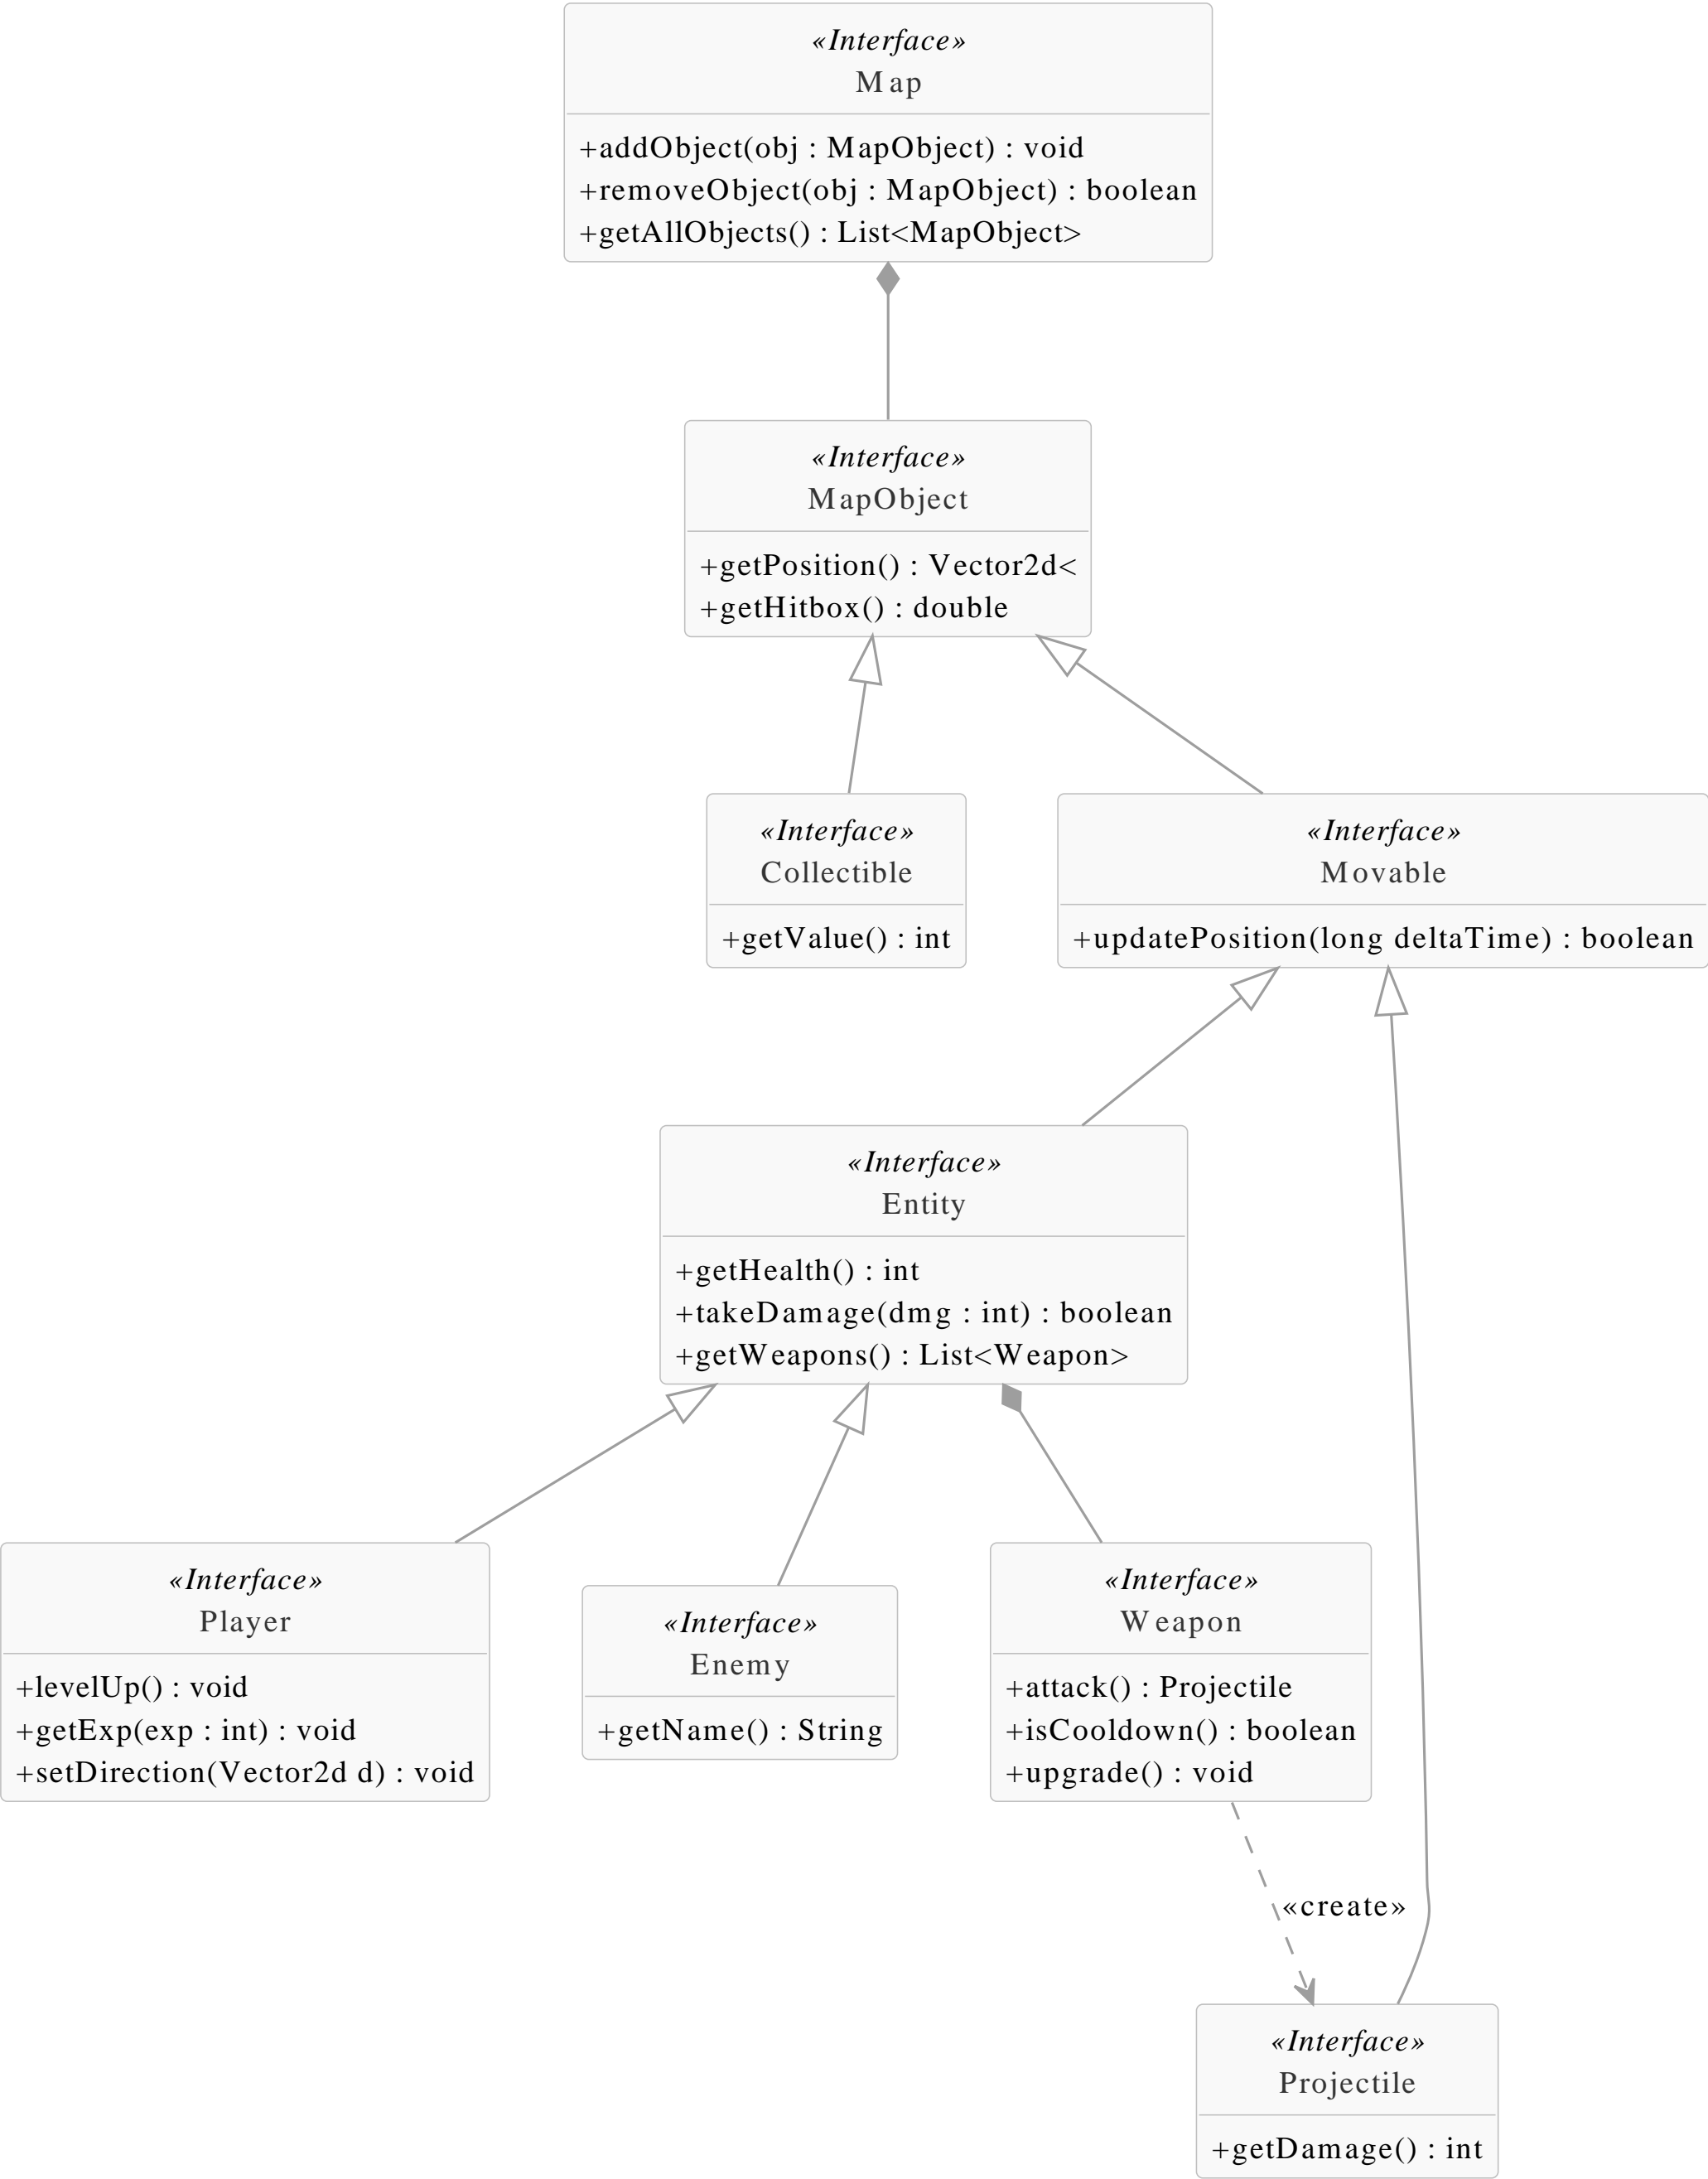 «Interface»
Map
+addObject(obj : MapObject) : void
+removeObject(obj : MapObject) : boolean
+getAllObjects() : List<MapObject>
«Interface»
MapObject
+getPosition() : Vector2d<
+getHitbox() : double
«Interface»
Collectible
+getValue() : int
«Interface»
Movable
+updatePosition(long deltaTime) : boolean
«Interface»
Entity
+getHealth() : int
+takeDamage(dmg : int) : boolean
+getWeapons() : List<Weapon>
«Interface»
Player
+levelUp() : void
+getExp(exp : int) : void
+setDirection(Vector2d d) : void
«Interface»
Enemy
+getName() : String
«Interface»
Weapon
+attack() : Projectile
+isCooldown() : boolean
+upgrade() : void
«create»
«Interface»
Projectile
+getDamage() : int